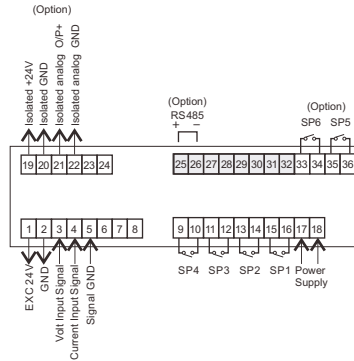 (Option)
Isolated +24V
Isolated GND
Isolated analog O/P+
Isolated analog GND
(Option)
RS485
+ −
(Option)
SP6 SP5
19 20 21 22 23 24
25 26 27 28 29 30 31 32 33 34 35 36
1 2 3 4 5 6 7 8
9 10 11 12 13 14 15 16 17 18
EXC 24V
GND
Volt Input Signal
Current Input Signal
Signal GND
SP4 SP3 SP2 SP1 Power
Supply